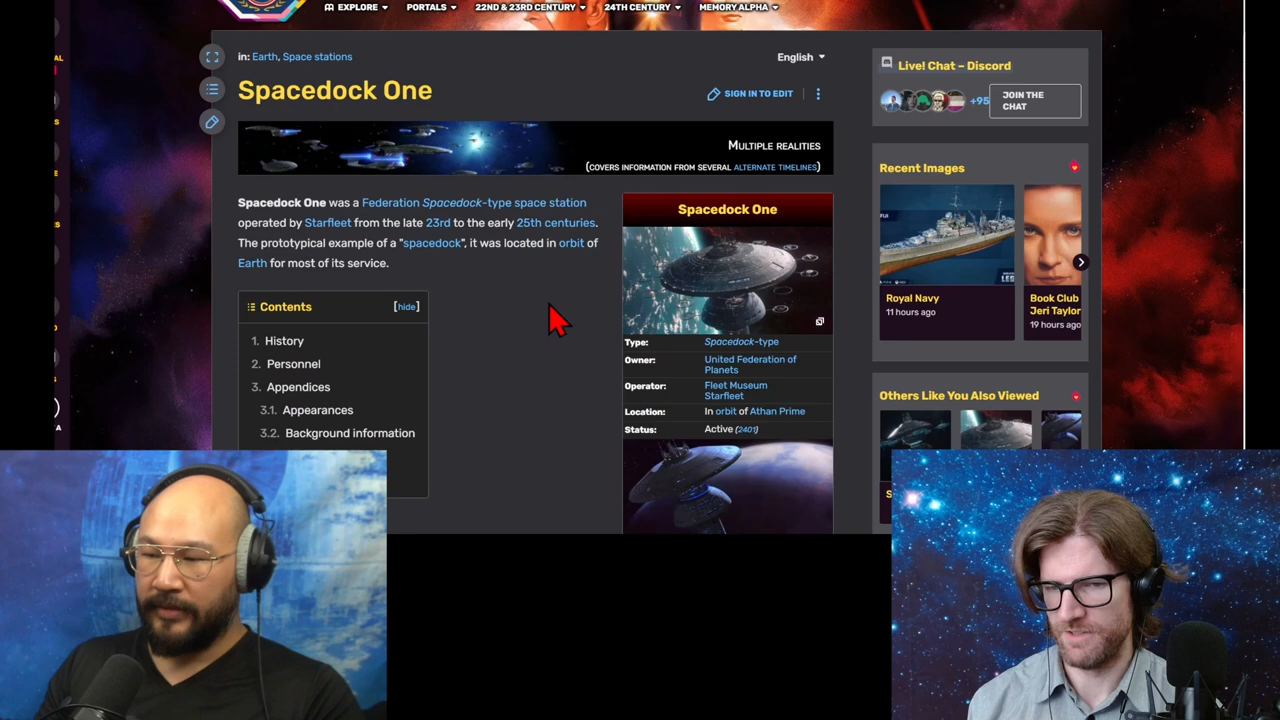 EXPLORE
PORTALS
22ND & 23RD CENTURY
24TH CENTURY
MEMORY ALPHA
in: Earth, Space stations
English
Spacedock One
SIGN IN TO EDIT
MULTIPLE REALITIES
(COVERS INFORMATION FROM SEVERAL ALTERNATE TIMELINES)
Spacedock One was a Federation Spacedock-type space station
operated by Starfleet from the late 23rd to the early 25th centuries.
The prototypical example of a "spacedock", it was located in orbit of
Earth for most of its service.
Contents [hide]
1. History
2. Personnel
3. Appendices
3.1. Appearances
3.2. Background information
Spacedock One
Type: Spacedock-type
Owner: United Federation of
Planets
Operator: Fleet Museum
Starfleet
Location: In orbit of Athan Prime
Status: Active (2401)
Live! Chat – Discord
+95
JOIN THE
CHAT
Recent Images
Royal Navy
11 hours ago
Book Club
Jeri Taylor
19 hours ago
Others Like You Also Viewed